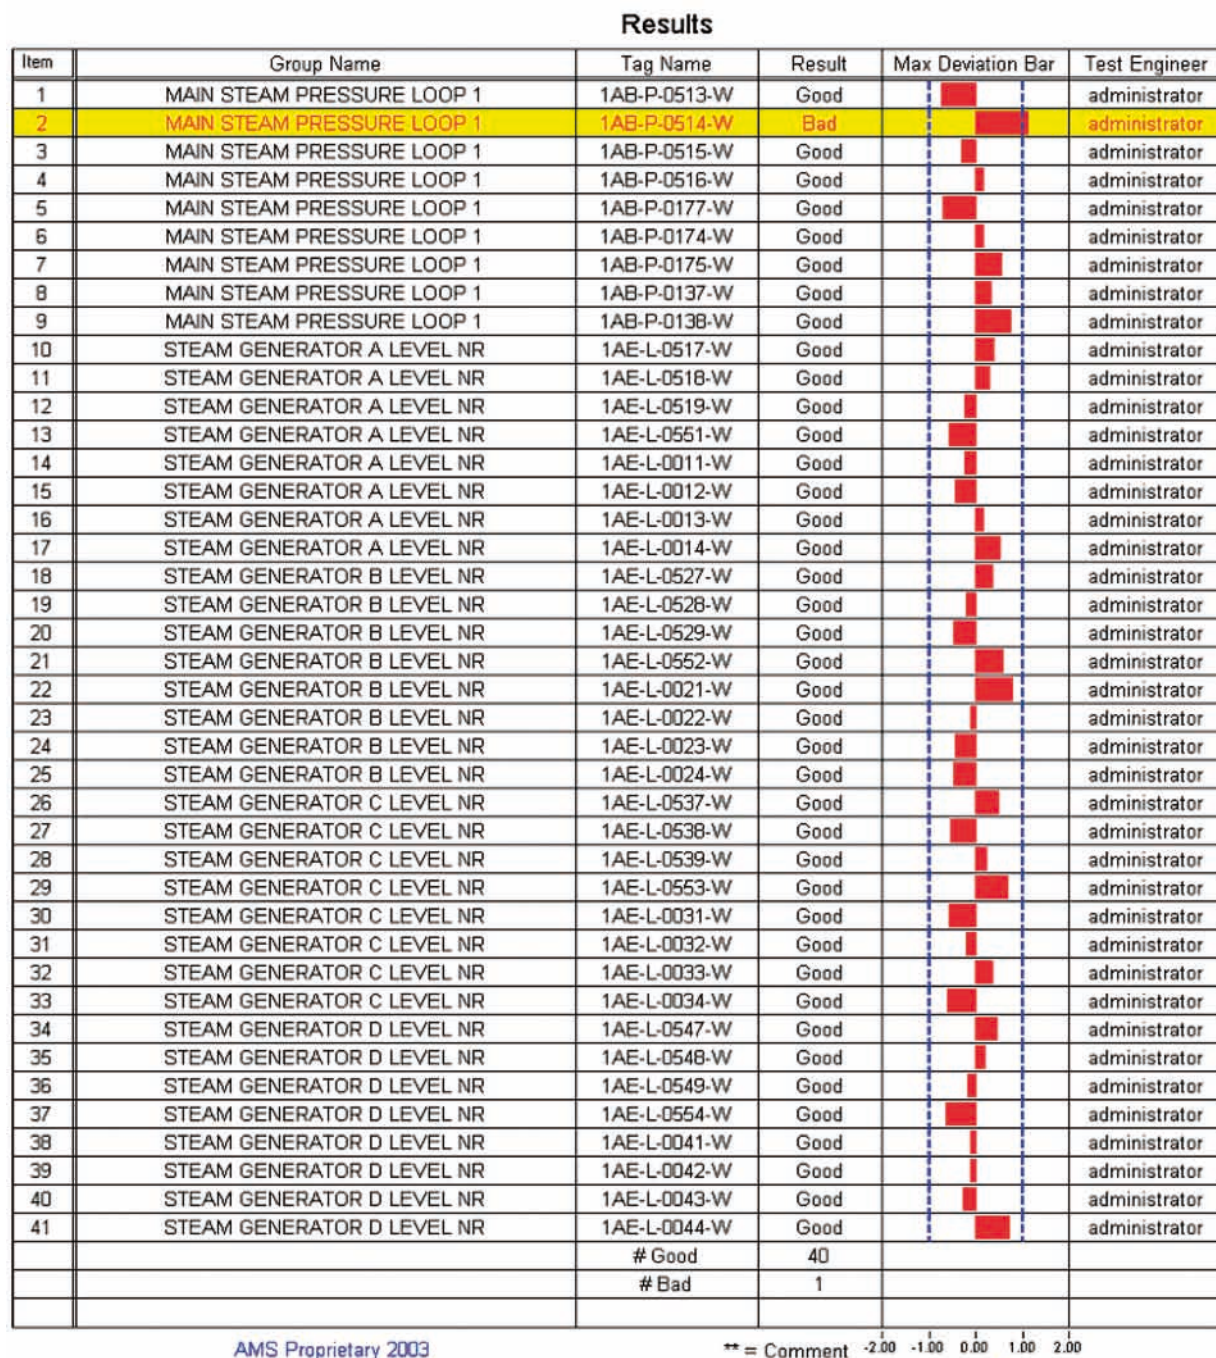 Results
Item Group Name Tag Name Result Max Deviation Bar Test Engineer
1 MAIN STEAM PRESSURE LOOP 1 1AB-P-0513-W Good administrator
2 MAIN STEAM PRESSURE LOOP 1 1AB-P-0514-W Bad administrator
3 MAIN STEAM PRESSURE LOOP 1 1AB-P-0515-W Good administrator
4 MAIN STEAM PRESSURE LOOP 1 1AB-P-0516-W Good administrator
5 MAIN STEAM PRESSURE LOOP 1 1AB-P-0177-W Good administrator
6 MAIN STEAM PRESSURE LOOP 1 1AB-P-0174-W Good administrator
7 MAIN STEAM PRESSURE LOOP 1 1AB-P-0175-W Good administrator
8 MAIN STEAM PRESSURE LOOP 1 1AB-P-0137-W Good administrator
9 MAIN STEAM PRESSURE LOOP 1 1AB-P-0138-W Good administrator
10 STEAM GENERATOR A LEVEL NR 1AE-L-0517-W Good administrator
11 STEAM GENERATOR A LEVEL NR 1AE-L-0518-W Good administrator
12 STEAM GENERATOR A LEVEL NR 1AE-L-0519-W Good administrator
13 STEAM GENERATOR A LEVEL NR 1AE-L-0551-W Good administrator
14 STEAM GENERATOR A LEVEL NR 1AE-L-0011-W Good administrator
15 STEAM GENERATOR A LEVEL NR 1AE-L-0012-W Good administrator
16 STEAM GENERATOR A LEVEL NR 1AE-L-0013-W Good administrator
17 STEAM GENERATOR A LEVEL NR 1AE-L-0014-W Good administrator
18 STEAM GENERATOR B LEVEL NR 1AE-L-0527-W Good administrator
19 STEAM GENERATOR B LEVEL NR 1AE-L-0528-W Good administrator
20 STEAM GENERATOR B LEVEL NR 1AE-L-0529-W Good administrator
21 STEAM GENERATOR B LEVEL NR 1AE-L-0552-W Good administrator
22 STEAM GENERATOR B LEVEL NR 1AE-L-0021-W Good administrator
23 STEAM GENERATOR B LEVEL NR 1AE-L-0022-W Good administrator
24 STEAM GENERATOR B LEVEL NR 1AE-L-0023-W Good administrator
25 STEAM GENERATOR B LEVEL NR 1AE-L-0024-W Good administrator
26 STEAM GENERATOR C LEVEL NR 1AE-L-0537-W Good administrator
27 STEAM GENERATOR C LEVEL NR 1AE-L-0538-W Good administrator
28 STEAM GENERATOR C LEVEL NR 1AE-L-0539-W Good administrator
29 STEAM GENERATOR C LEVEL NR 1AE-L-0553-W Good administrator
30 STEAM GENERATOR C LEVEL NR 1AE-L-0031-W Good administrator
31 STEAM GENERATOR C LEVEL NR 1AE-L-0032-W Good administrator
32 STEAM GENERATOR C LEVEL NR 1AE-L-0033-W Good administrator
33 STEAM GENERATOR C LEVEL NR 1AE-L-0034-W Good administrator
34 STEAM GENERATOR D LEVEL NR 1AE-L-0547-W Good administrator
35 STEAM GENERATOR D LEVEL NR 1AE-L-0548-W Good administrator
36 STEAM GENERATOR D LEVEL NR 1AE-L-0549-W Good administrator
37 STEAM GENERATOR D LEVEL NR 1AE-L-0554-W Good administrator
38 STEAM GENERATOR D LEVEL NR 1AE-L-0041-W Good administrator
39 STEAM GENERATOR D LEVEL NR 1AE-L-0042-W Good administrator
40 STEAM GENERATOR D LEVEL NR 1AE-L-0043-W Good administrator
41 STEAM GENERATOR D LEVEL NR 1AE-L-0044-W Good administrator
# Good 40
# Bad 1
AMS Proprietary 2003 ** = Comment -2.00 -1.00 0.00 1.00 2.00